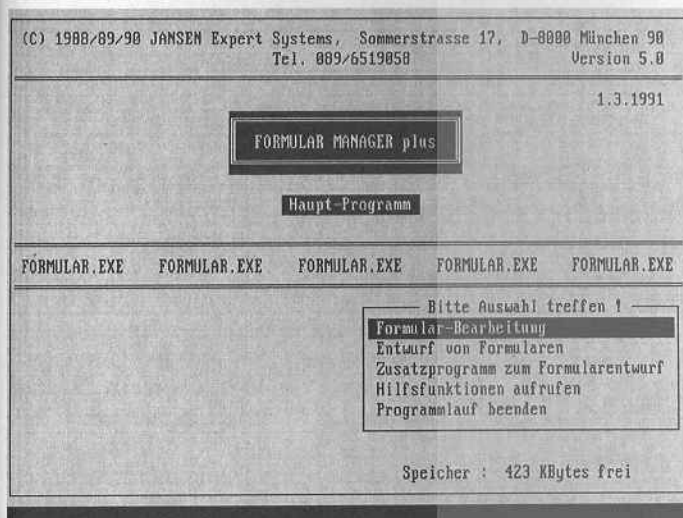 (C) 1988/89/90 JANSEN Expert Systems, Sommerstrasse 17, D-8000 München 90
Tel. 089/6519058 Version 5.0
1.3.1991
FORMULAR MANAGER plus
Haupt-Programm
FORMULAR.EXE FORMULAR.EXE FORMULAR.EXE FORMULAR.EXE FORMULAR.EXE
Bitte Auswahl treffen !
Formular-Bearbeitung
Entwurf von Formularen
Zusatzprogramm zum Formularentwurf
Hilfsfunktionen aufrufen
Programmlauf beenden
Speicher : 423 KBytes frei